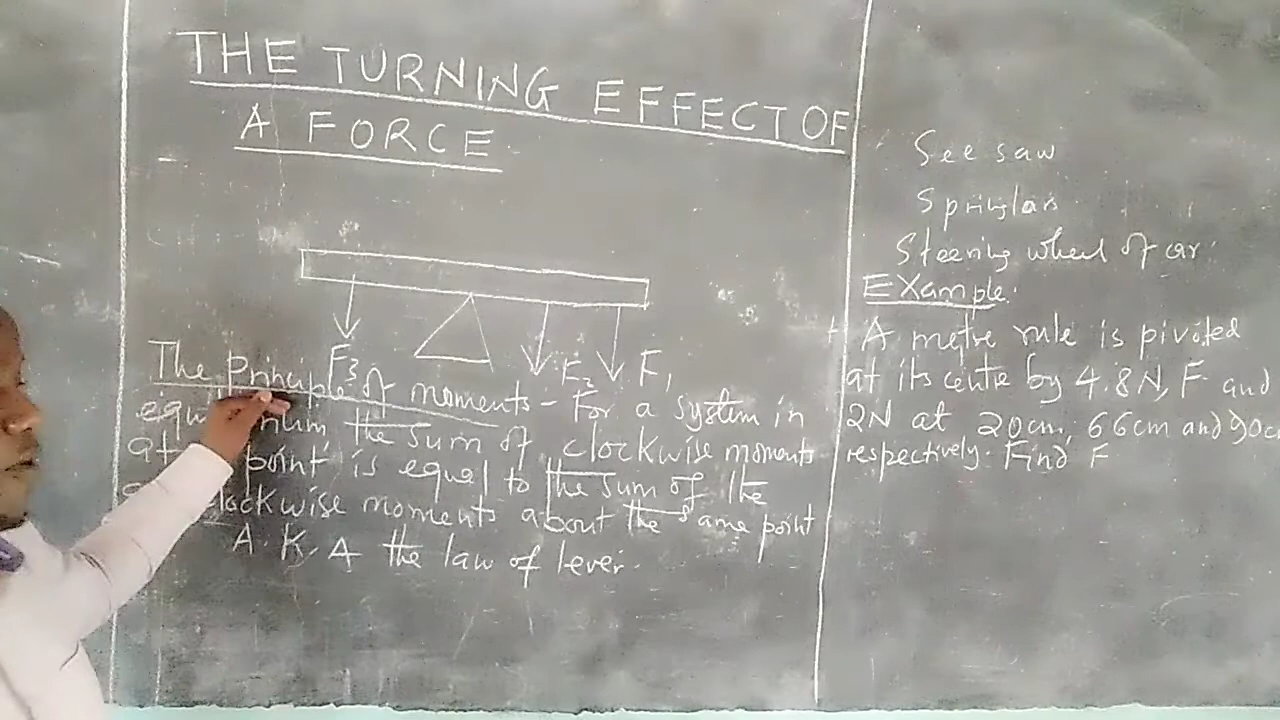 THE TURNING EFFECT OF
A FORCE
F3 F2 F1
The Principle of moments - For a system in
the sum of clockwise moments
at point is equal to the sum of the
clockwise moments about the same point
A.K.A the law of lever.
See saw
Steering wheel of car
Example.
A metre rule is pivoted
at its centre by 4.8N, F and
2N at 20cm, 66cm and 90cm
respectively. Find F